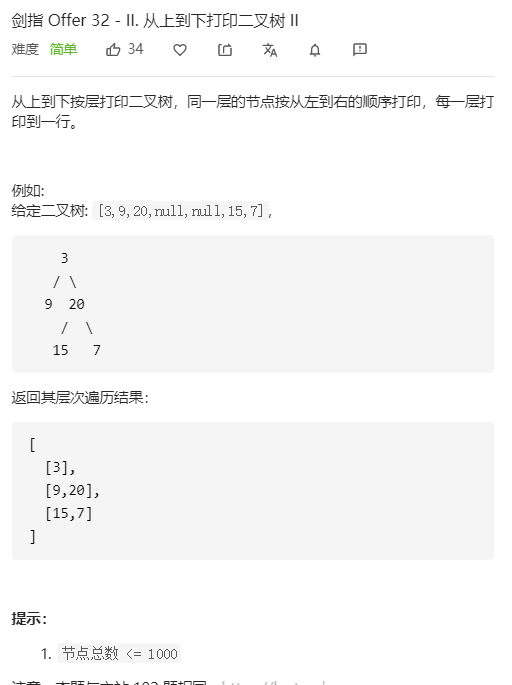 剑指 Offer 32 - II. 从上到下打印二叉树 II
难度 简单 34
从上到下按层打印二叉树，同一层的节点按从左到右的顺序打印，每一层打
印到一行。
例如:
给定二叉树: [3,9,20,null,null,15,7],
3
/ \
9 20
/ \
15 7
返回其层次遍历结果：
[
[3],
[9,20],
[15,7]
]
提示：
1. 节点总数 <= 1000